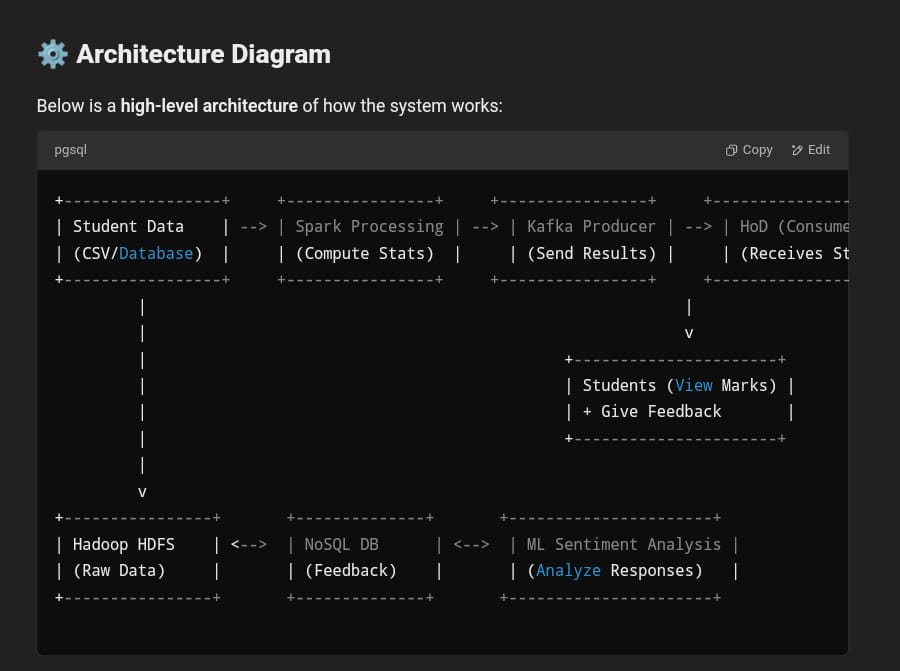 ⚙️ Architecture Diagram
Below is a high-level architecture of how the system works:
pgsql Copy Edit
+-----------------+     +----------------+     +----------------+     +---------------
| Student Data    | --> | Spark Processing | --> | Kafka Producer | --> | HoD (Consume
| (CSV/Database)  |     | (Compute Stats)  |     | (Send Results) |     | (Receives St
+-----------------+     +----------------+     +----------------+     +---------------
         |                                                          |
         |                                                          v
         |                                             +----------------------+
         |                                             | Students (View Marks) |
         |                                             | + Give Feedback       |
         |                                             +----------------------+
         |
         v
+----------------+       +--------------+       +----------------------+
| Hadoop HDFS    | <-->  | NoSQL DB      | <-->  | ML Sentiment Analysis |
| (Raw Data)     |       | (Feedback)    |       | (Analyze Responses)   |
+----------------+       +--------------+       +----------------------+